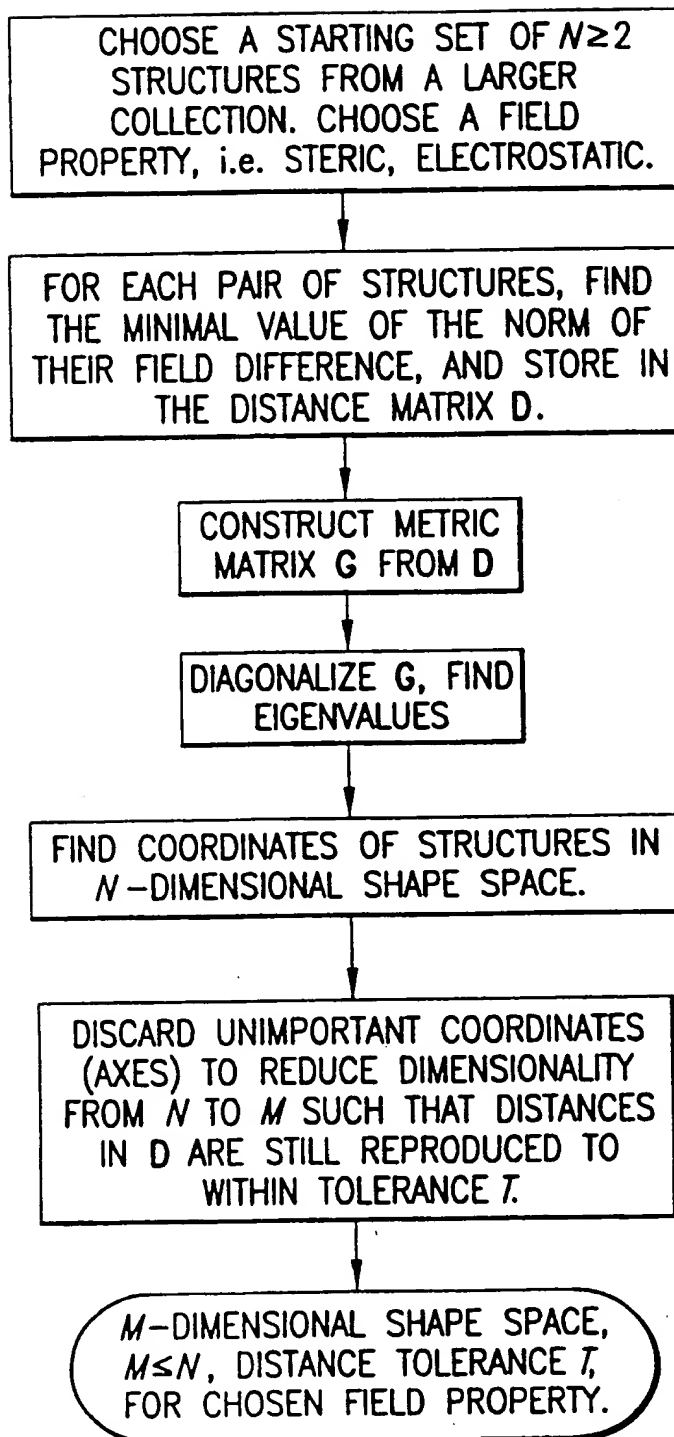 CHOOSE A STARTING SET OF N≥2
STRUCTURES FROM A LARGER
COLLECTION. CHOOSE A FIELD
PROPERTY, i.e. STERIC, ELECTROSTATIC.
FOR EACH PAIR OF STRUCTURES, FIND
THE MINIMAL VALUE OF THE NORM OF
THEIR FIELD DIFFERENCE, AND STORE IN
THE DISTANCE MATRIX D.
CONSTRUCT METRIC
MATRIX G FROM D
DIAGONALIZE G, FIND
EIGENVALUES
FIND COORDINATES OF STRUCTURES IN
N-DIMENSIONAL SHAPE SPACE.
DISCARD UNIMPORTANT COORDINATES
(AXES) TO REDUCE DIMENSIONALITY
FROM N TO M SUCH THAT DISTANCES
IN D ARE STILL REPRODUCED TO
WITHIN TOLERANCE T.
M-DIMENSIONAL SHAPE SPACE,
M≤N, DISTANCE TOLERANCE T,
FOR CHOSEN FIELD PROPERTY.